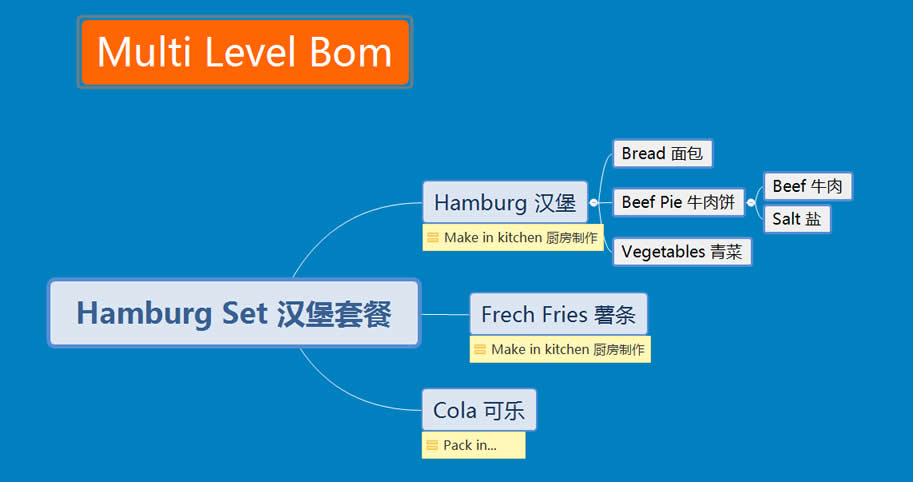 Multi Level Bom
Bread 面包
Beef 牛肉
Hamburg 汉堡
Beef Pie 牛肉饼
Salt 盐
Make in kitchen 厨房制作
Vegetables 青菜
Hamburg Set 汉堡套餐
Frech Fries 薯条
Make in kitchen 厨房制作
Cola 可乐
Pack in...